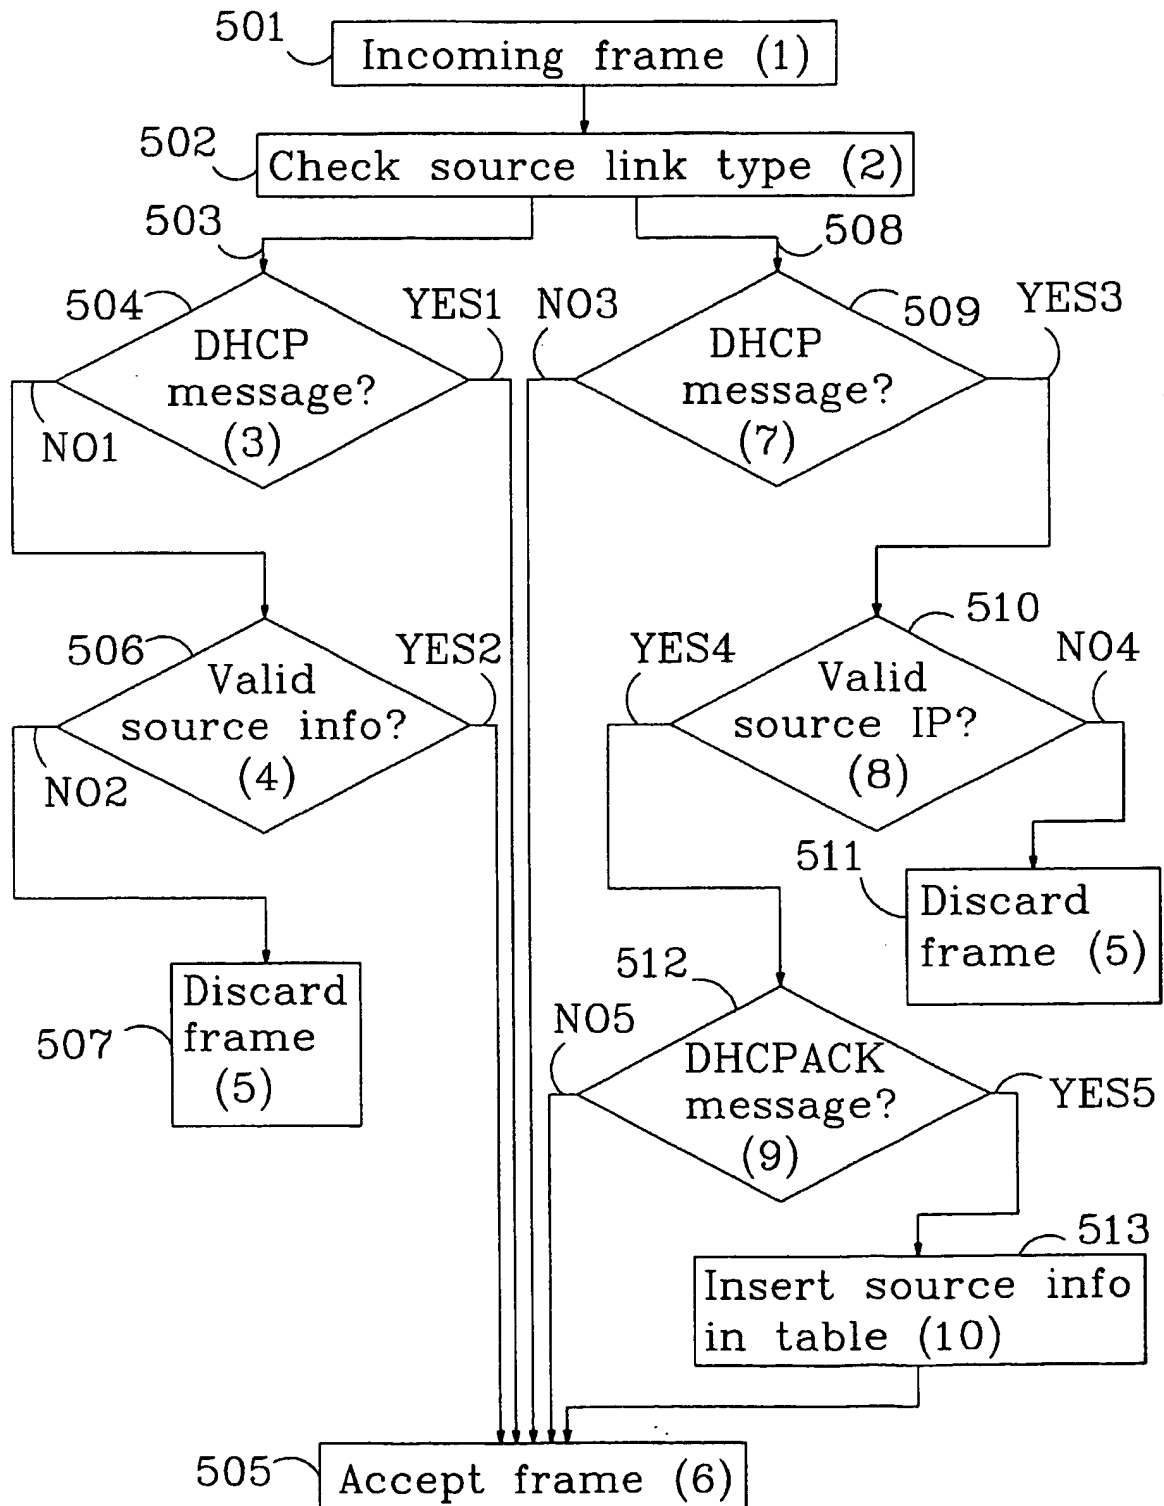 501
Incoming frame (1)
502
Check source link type (2)
503
508
504
YES1
NO3
509
YES3
DHCP
message?
(3)
DHCP
message?
(7)
NO1
506
YES2
YES4
510
NO4
Valid
source info?
(4)
Valid
source IP?
(8)
NO2
511
Discard
frame (5)
507
Discard
frame
(5)
512
NO5
DHCPACK
message?
(9)
YES5
513
Insert source info
in table (10)
505
Accept frame (6)